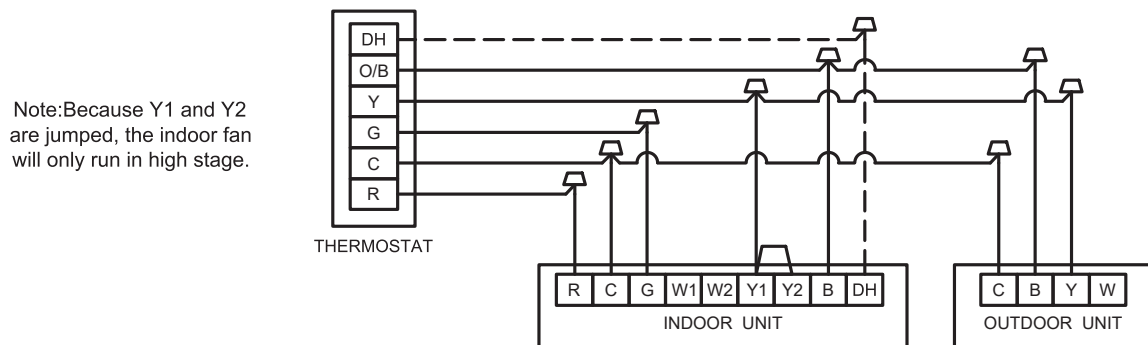 Note:Because Y1 and Y2
are jumped, the indoor fan
will only run in high stage.
DH
O/B
Y
G
C
R
THERMOSTAT
R C G W1 W2 Y1 Y2 B DH
INDOOR UNIT
C B Y W
OUTDOOR UNIT